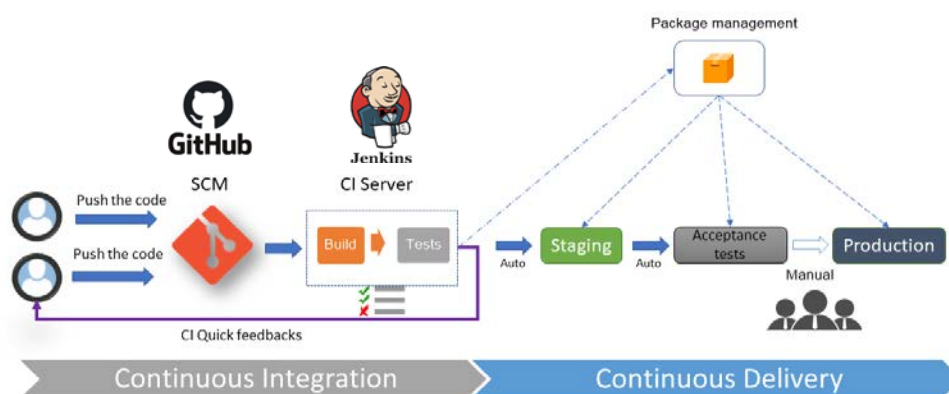 Package management
GitHub
Jenkins
SCM
CI Server
Push the code
Push the code
Build
Tests
Auto
Staging
Auto
Acceptance
tests
Manual
Production
CI Quick feedbacks
Continuous Integration
Continuous Delivery